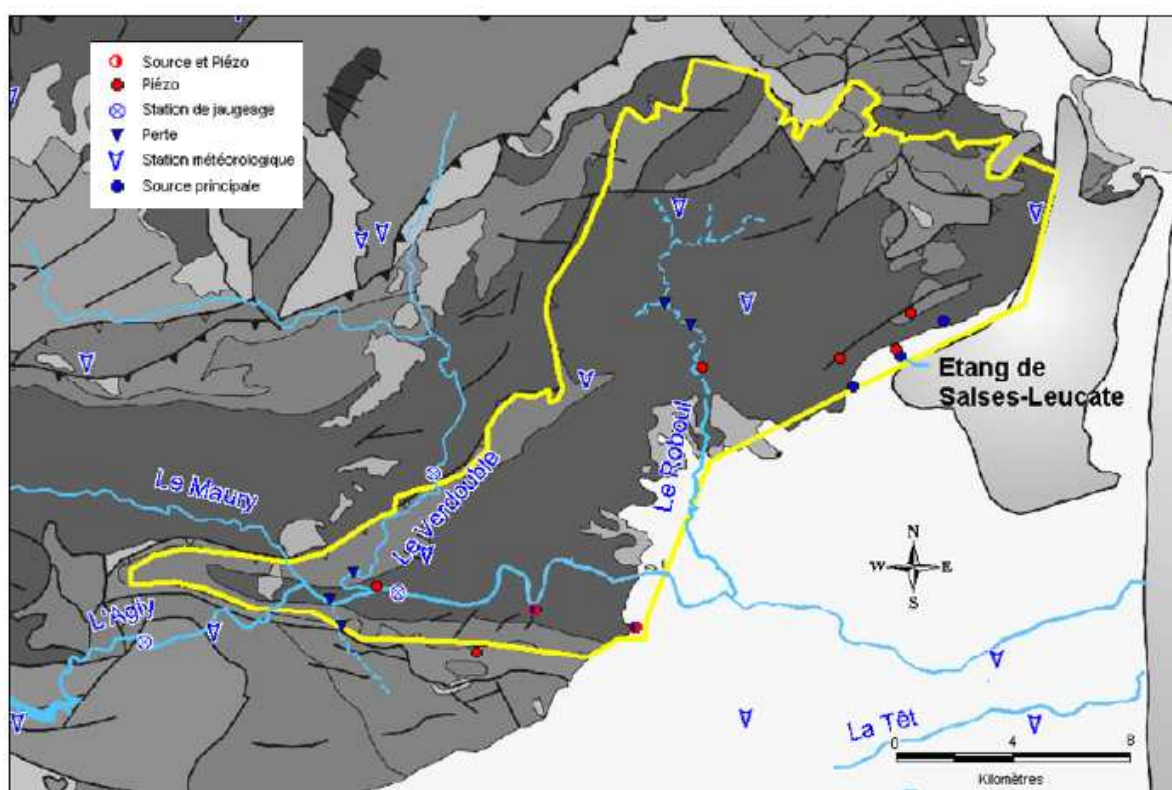 Source et Piézo
Piézo
Station de jaugeage
Perte
Station météorologique
Source principale
Etang de
Salses-Leucate
Le Roboul
Le Maury
Le Verdouble
L'Agly
La Têt
N
W E
S
0 4 8
Kilomètres